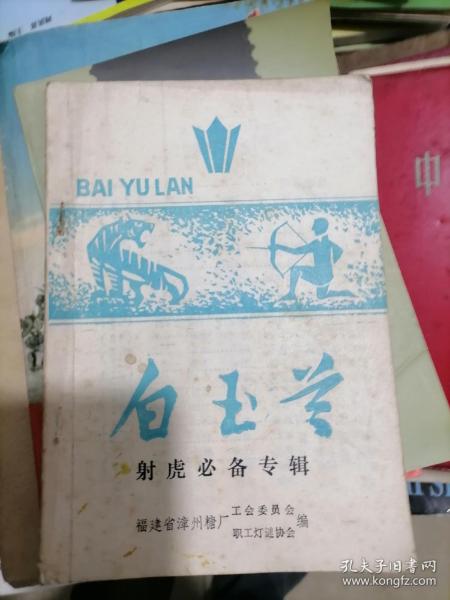 BAI YU LAN
白玉兰
射虎必备专辑
福建省漳州糖厂工会委员会
职工灯谜协会编
中
孔夫子旧书网
www.kongfz.com